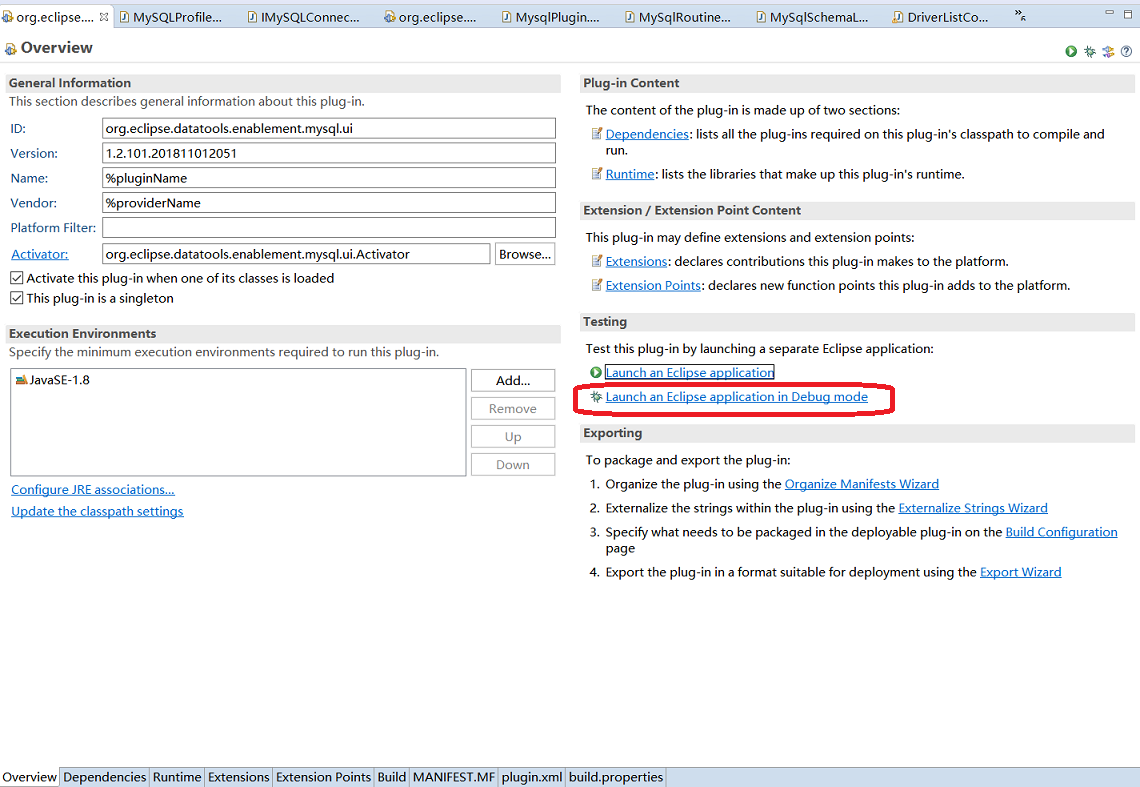 org.eclipse....
MySQLProfile...
IMySQLConnec...
org.eclipse....
MysqlPlugin....
MySqlRoutine...
MySqlSchemaL...
DriverListCo...
»6
Overview
General Information
This section describes general information about this plug-in.
ID: org.eclipse.datatools.enablement.mysql.ui
Version: 1.2.101.201811012051
Name: %pluginName
Vendor: %providerName
Platform Filter:
Activator: org.eclipse.datatools.enablement.mysql.ui.Activator Browse...
Activate this plug-in when one of its classes is loaded
This plug-in is a singleton
Execution Environments
Specify the minimum execution environments required to run this plug-in.
JavaSE-1.8
Add...
Remove
Up
Down
Configure JRE associations...
Update the classpath settings
Plug-in Content
The content of the plug-in is made up of two sections:
Dependencies: lists all the plug-ins required on this plug-in's classpath to compile and
run.
Runtime: lists the libraries that make up this plug-in's runtime.
Extension / Extension Point Content
This plug-in may define extensions and extension points:
Extensions: declares contributions this plug-in makes to the platform.
Extension Points: declares new function points this plug-in adds to the platform.
Testing
Test this plug-in by launching a separate Eclipse application:
Launch an Eclipse application
Launch an Eclipse application in Debug mode
Exporting
To package and export the plug-in:
1. Organize the plug-in using the Organize Manifests Wizard
2. Externalize the strings within the plug-in using the Externalize Strings Wizard
3. Specify what needs to be packaged in the deployable plug-in on the Build Configuration
page
4. Export the plug-in in a format suitable for deployment using the Export Wizard
Overview
Dependencies
Runtime
Extensions
Extension Points
Build
MANIFEST.MF
plugin.xml
build.properties